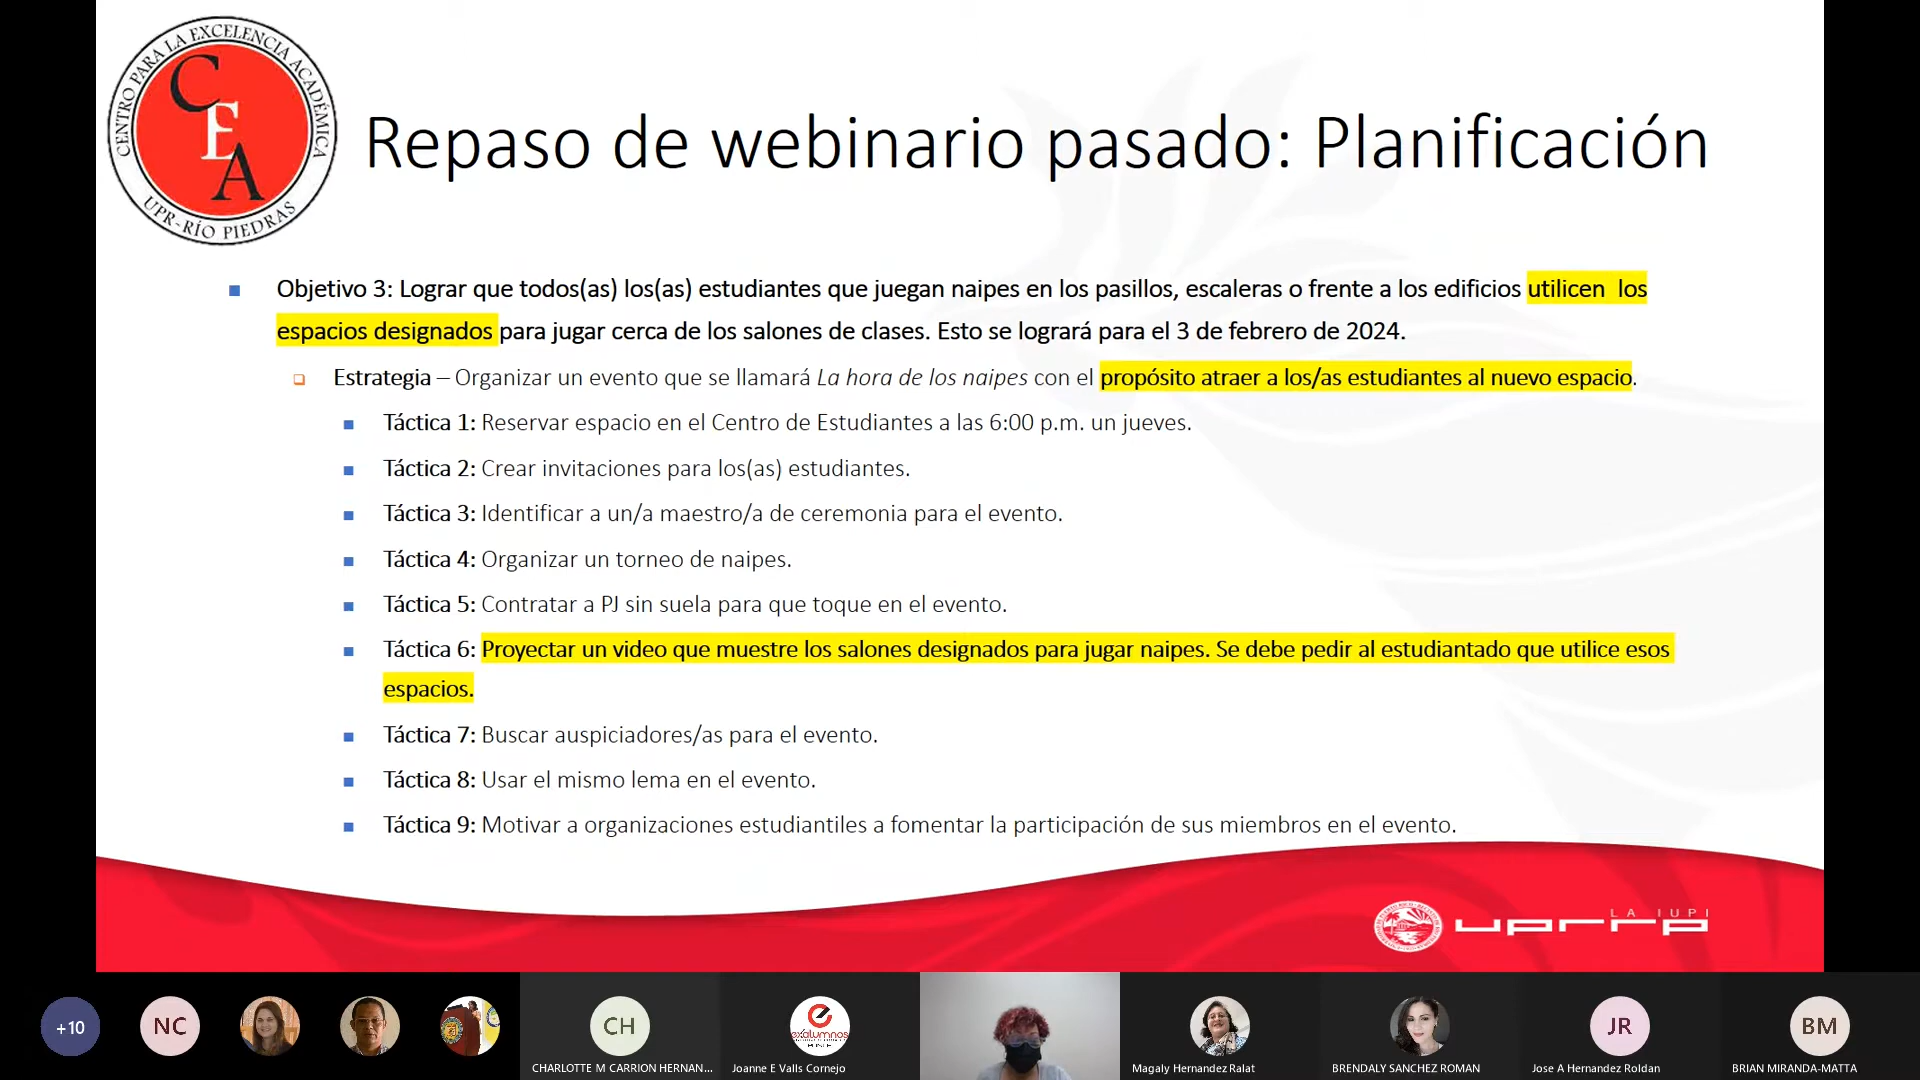 CENTRO PARA LA EXCELENCIA ACADÉMICA
CEA
UPR-RÍO PIEDRAS
Repaso de webinario pasado: Planificación
Objetivo 3: Lograr que todos(as) los(as) estudiantes que juegan naipes en los pasillos, escaleras o frente a los edificios utilicen los
espacios designados para jugar cerca de los salones de clases. Esto se logrará para el 3 de febrero de 2024.
Estrategia – Organizar un evento que se llamará La hora de los naipes con el propósito atraer a los/as estudiantes al nuevo espacio.
Táctica 1: Reservar espacio en el Centro de Estudiantes a las 6:00 p.m. un jueves.
Táctica 2: Crear invitaciones para los(as) estudiantes.
Táctica 3: Identificar a un/a maestro/a de ceremonia para el evento.
Táctica 4: Organizar un torneo de naipes.
Táctica 5: Contratar a PJ sin suela para que toque en el evento.
Táctica 6: Proyectar un video que muestre los salones designados para jugar naipes. Se debe pedir al estudiantado que utilice esos
espacios.
Táctica 7: Buscar auspiciadores/as para el evento.
Táctica 8: Usar el mismo lema en el evento.
Táctica 9: Motivar a organizaciones estudiantiles a fomentar la participación de sus miembros en el evento.
LA IUPI
uprrp
+10
NC
CH
exalumnos
JR
BM
CHARLOTTE M CARRION HERNAN...
Joanne E Valls Cornejo
Magaly Hernandez Ralat
BRENDALY SANCHEZ ROMAN
Jose A Hernandez Roldan
BRIAN MIRANDA-MATTA